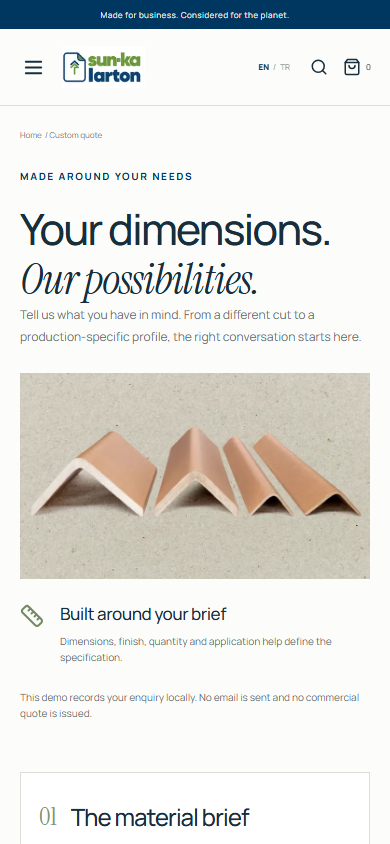 Made for business. Considered for the planet.
sun-ka
larton
EN / TR
0
Home / Custom quote
MADE AROUND YOUR NEEDS
Your dimensions.
Our possibilities.
Tell us what you have in mind. From a different cut to a
production-specific profile, the right conversation starts here.
Built around your brief
Dimensions, finish, quantity and application help define the
specification.
This demo records your enquiry locally. No email is sent and no commercial
quote is issued.
01 The material brief